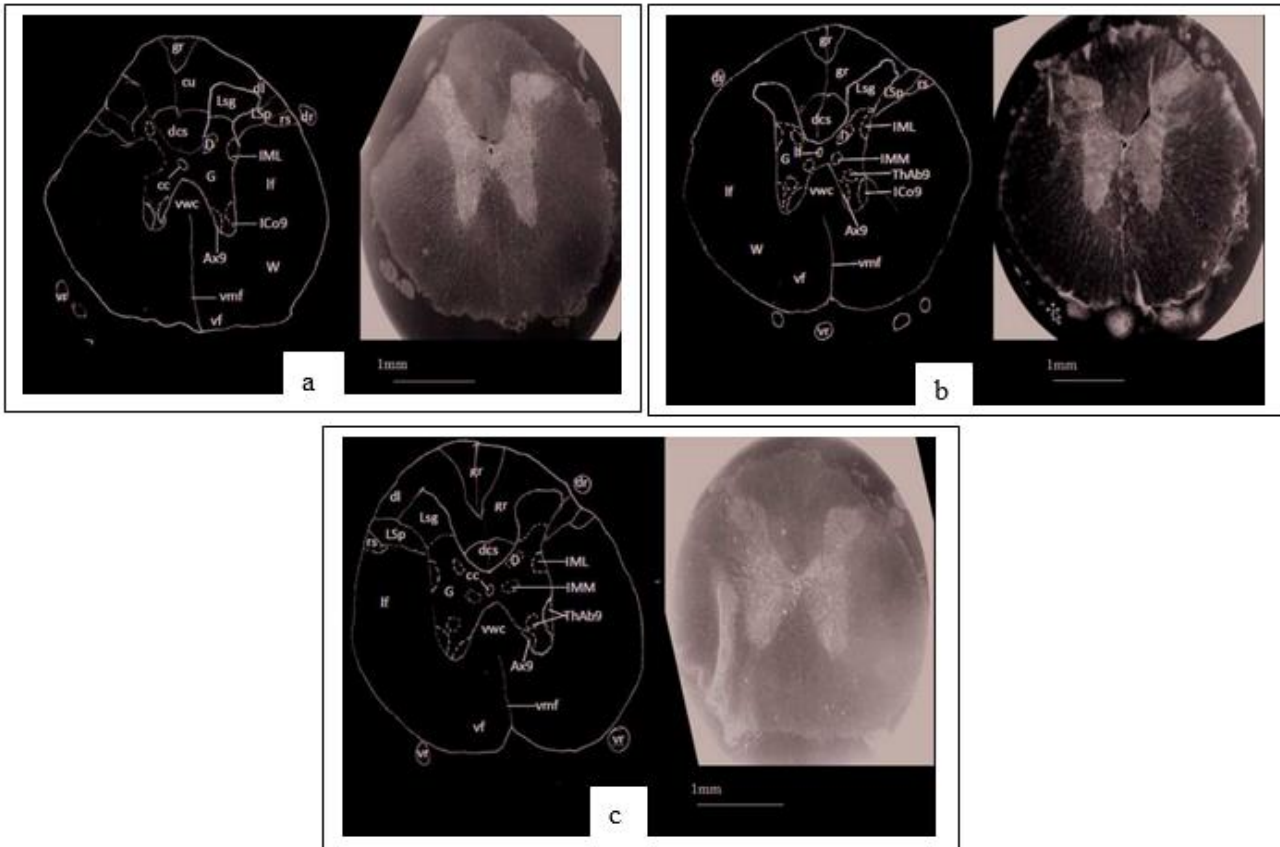 gr
cu
dl
Lsg
LSp
rs
dr
dcs
D
IML
G
lf
cc
vwc
ICo9
Ax9
W
vmf
vr
vf
1mm
a
gr
dr
gr
Lsg
LSp
rs
dcs
IML
G
IMM
ThAb9
lf
vwc
ICo9
Ax9
W
vmf
vf
vr
1mm
b
gr
dr
dl
gr
Lsg
LSp
rs
dcs
D
IML
cc
IMM
G
lf
ThAb9
vwc
Ax9
vmf
vf
vr
vr
1mm
c